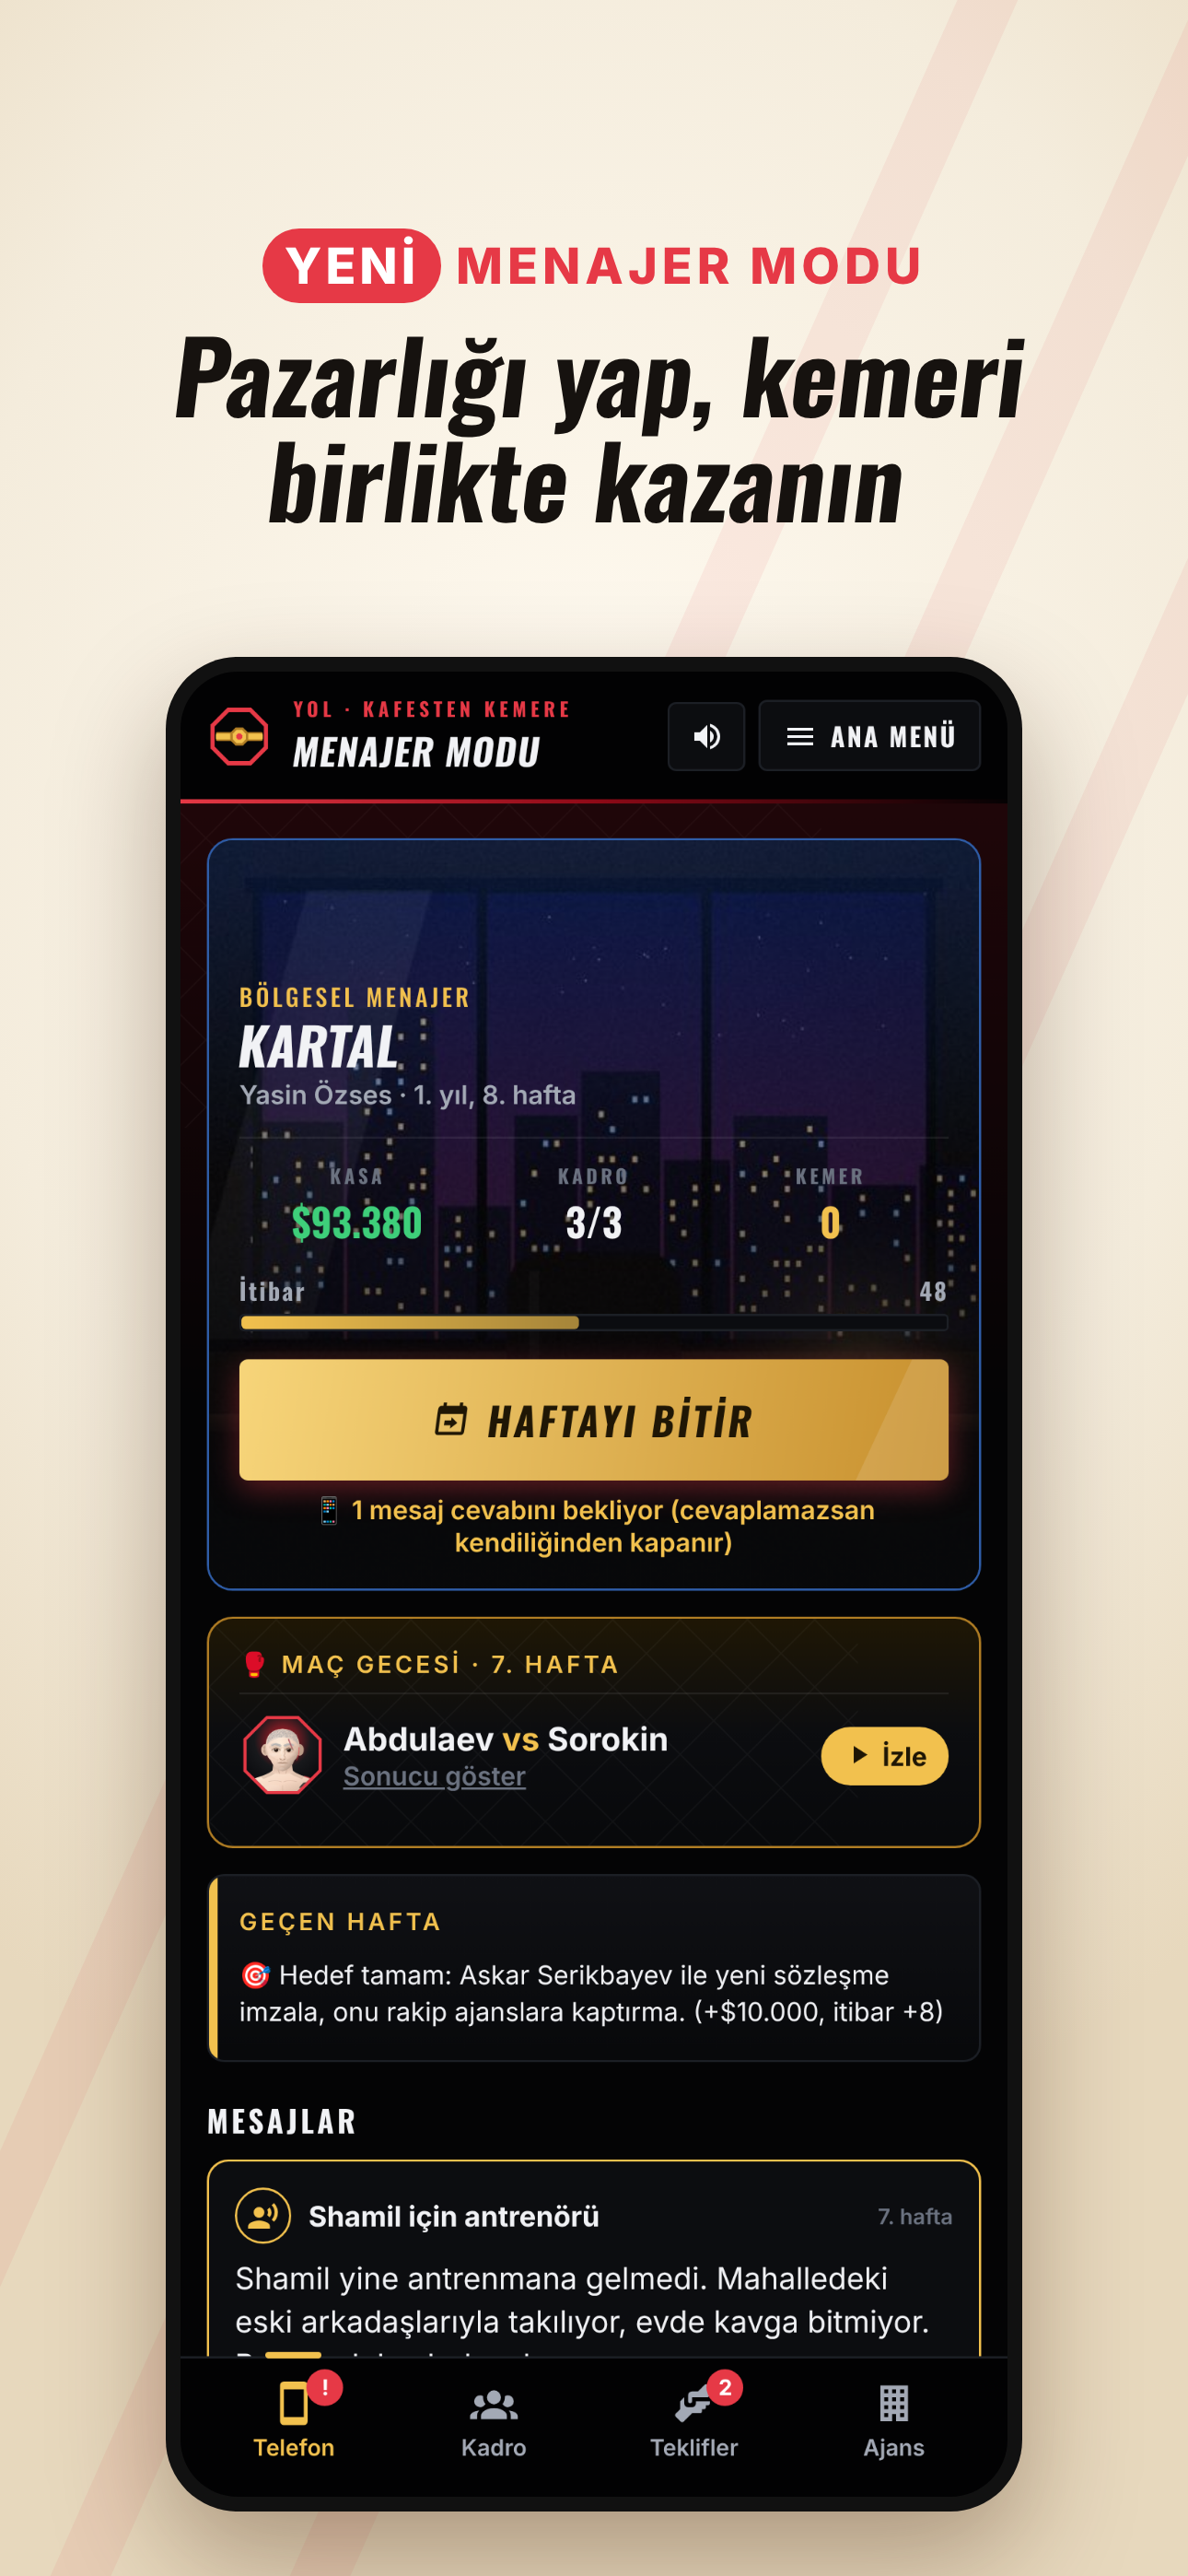 YENİ MENAJER MODU
Pazarlığı yap, kemeri
birlikte kazanın
YOL · KAFESTEN KEMERE
MENAJER MODU
ANA MENÜ
BÖLGESEL MENAJER
KARTAL
Yasin Özses · 1. yıl, 8. hafta
KASA KADRO KEMER
$93.380 3/3 0
İtibar 48
HAFTAYI BİTİR
1 mesaj cevabını bekliyor (cevaplamazsan
kendiliğinden kapanır)
MAÇ GECESİ · 7. HAFTA
Abdulaev vs Sorokin
Sonucu göster
İzle
GEÇEN HAFTA
Hedef tamam: Askar Serikbayev ile yeni sözleşme
imzala, onu rakip ajanslara kaptırma. (+$10.000, itibar +8)
MESAJLAR
Shamil için antrenörü 7. hafta
Shamil yine antrenmana gelmedi. Mahalledeki
eski arkadaşlarıyla takılıyor, evde kavga bitmiyor.
! 2
Telefon Kadro Teklifler Ajans